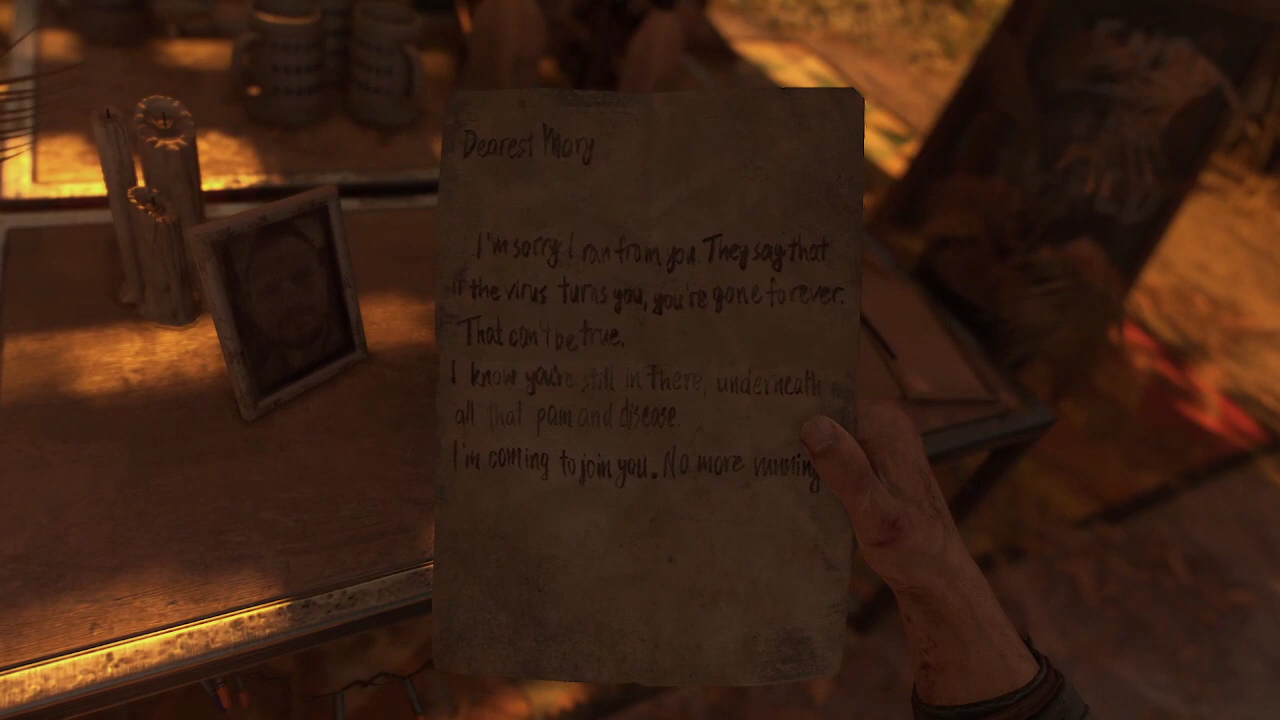 Dearest Mary
I'm sorry I ran from you. They say that
if the virus turns you, you're gone forever.
That can't be true.
I know you're still in there, underneath
all that pain and disease
I'm coming to join you. No more running